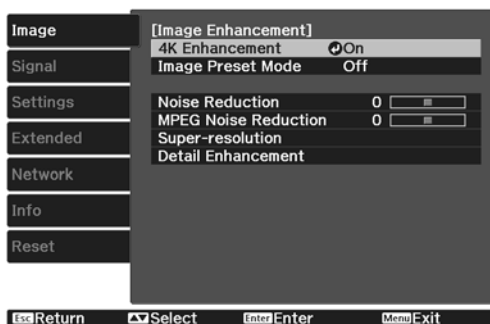 Image
Signal
Settings
Extended
Network
Info
Reset
[Image Enhancement]
4K Enhancement On
Image Preset Mode Off
Noise Reduction 0
MPEG Noise Reduction 0
Super-resolution
Detail Enhancement
Esc Return Select Enter Enter Menu Exit